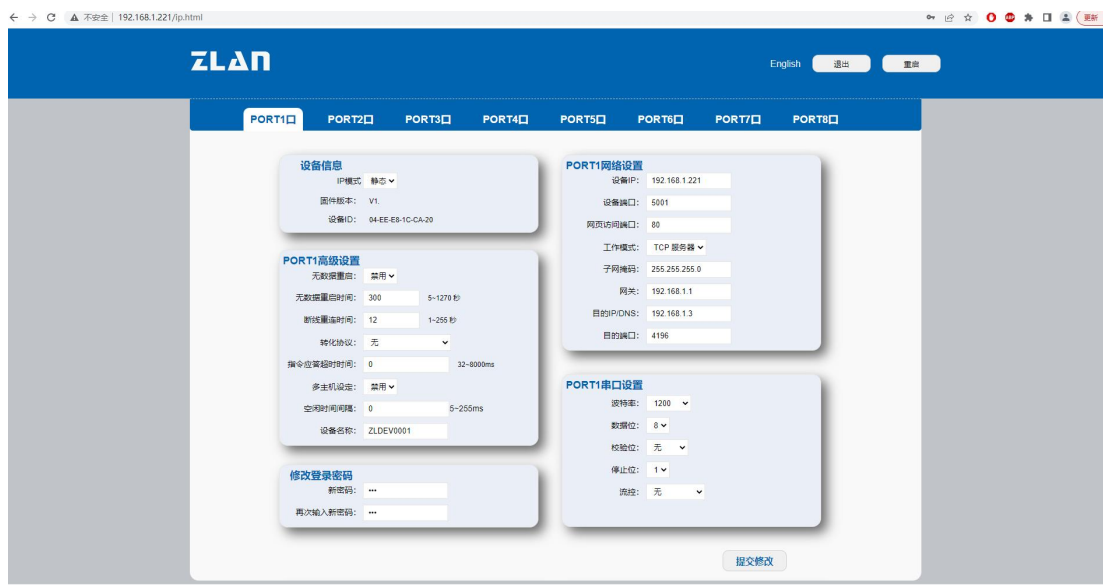 不安全 | 192.168.1.221/ip.html
更新
ZLAN
English 退出 重启
PORT1口 PORT2口 PORT3口 PORT4口 PORT5口 PORT6口 PORT7口 PORT8口
设备信息
IP模式 静态
固件版本: V1.
设备ID: 04-EE-E8-1C-CA-20
PORT1高级设置
无数据重启: 禁用
无数据重启时间: 300 5~1270 秒
断线重连时间: 12 1~255 秒
转化协议: 无
指令应答超时时间: 0 32~8000ms
多主机设定: 禁用
空闲时间间隔: 0 5~255ms
设备名称: ZLDEV0001
修改登录密码
新密码: •••
再次输入新密码: •••
PORT1网络设置
设备IP: 192.168.1.221
设备端口: 5001
网页访问端口: 80
工作模式: TCP 服务器
子网掩码: 255.255.255.0
网关: 192.168.1.1
目的IP/DNS: 192.168.1.3
目的端口: 4196
PORT1串口设置
波特率: 1200
数据位: 8
校验位: 无
停止位: 1
流控: 无
提交修改